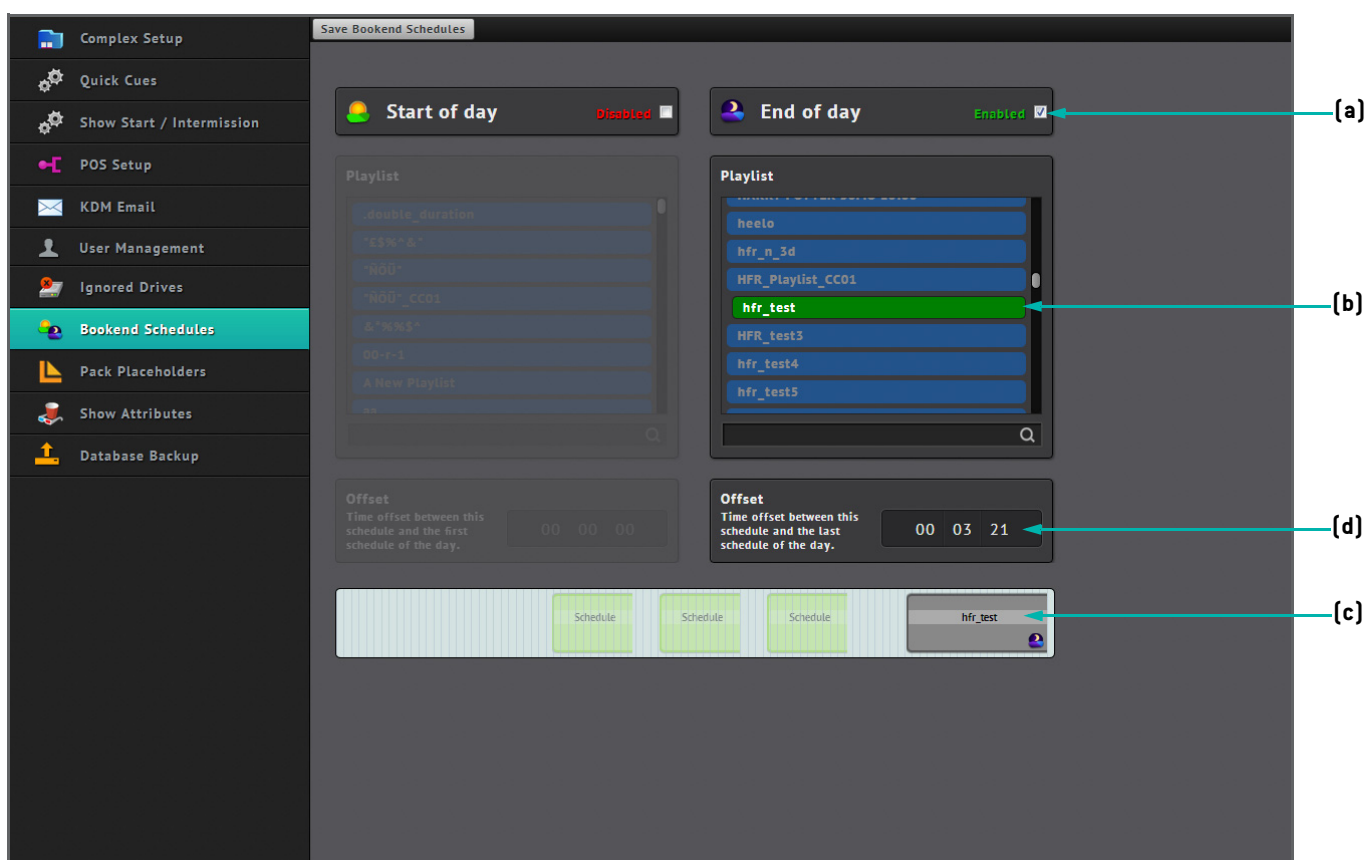 Complex Setup
Quick Cues
Show Start / Intermission
POS Setup
KDM Email
User Management
Ignored Drives
Bookend Schedules
Pack Placeholders
Show Attributes
Database Backup
Save Bookend Schedules
Start of day
Disabled
End of day
Enabled
(a)
Playlist
.double_duration
"£$%^&*
"ÑÖÜ"
"ÑÖÜ"_CC01
&*%%$^
00-r-1
A New Playlist
aa
Playlist
heelo
hfr_n_3d
HFR_Playlist_CC01
hfr_test
HFR_test3
hfr_test4
hfr_test5
(b)
Offset
Time offset between this
schedule and the first
schedule of the day.
00 00 00
Offset
Time offset between this
schedule and the last
schedule of the day.
00 03 21
(d)
Schedule
Schedule
Schedule
hfr_test
(c)